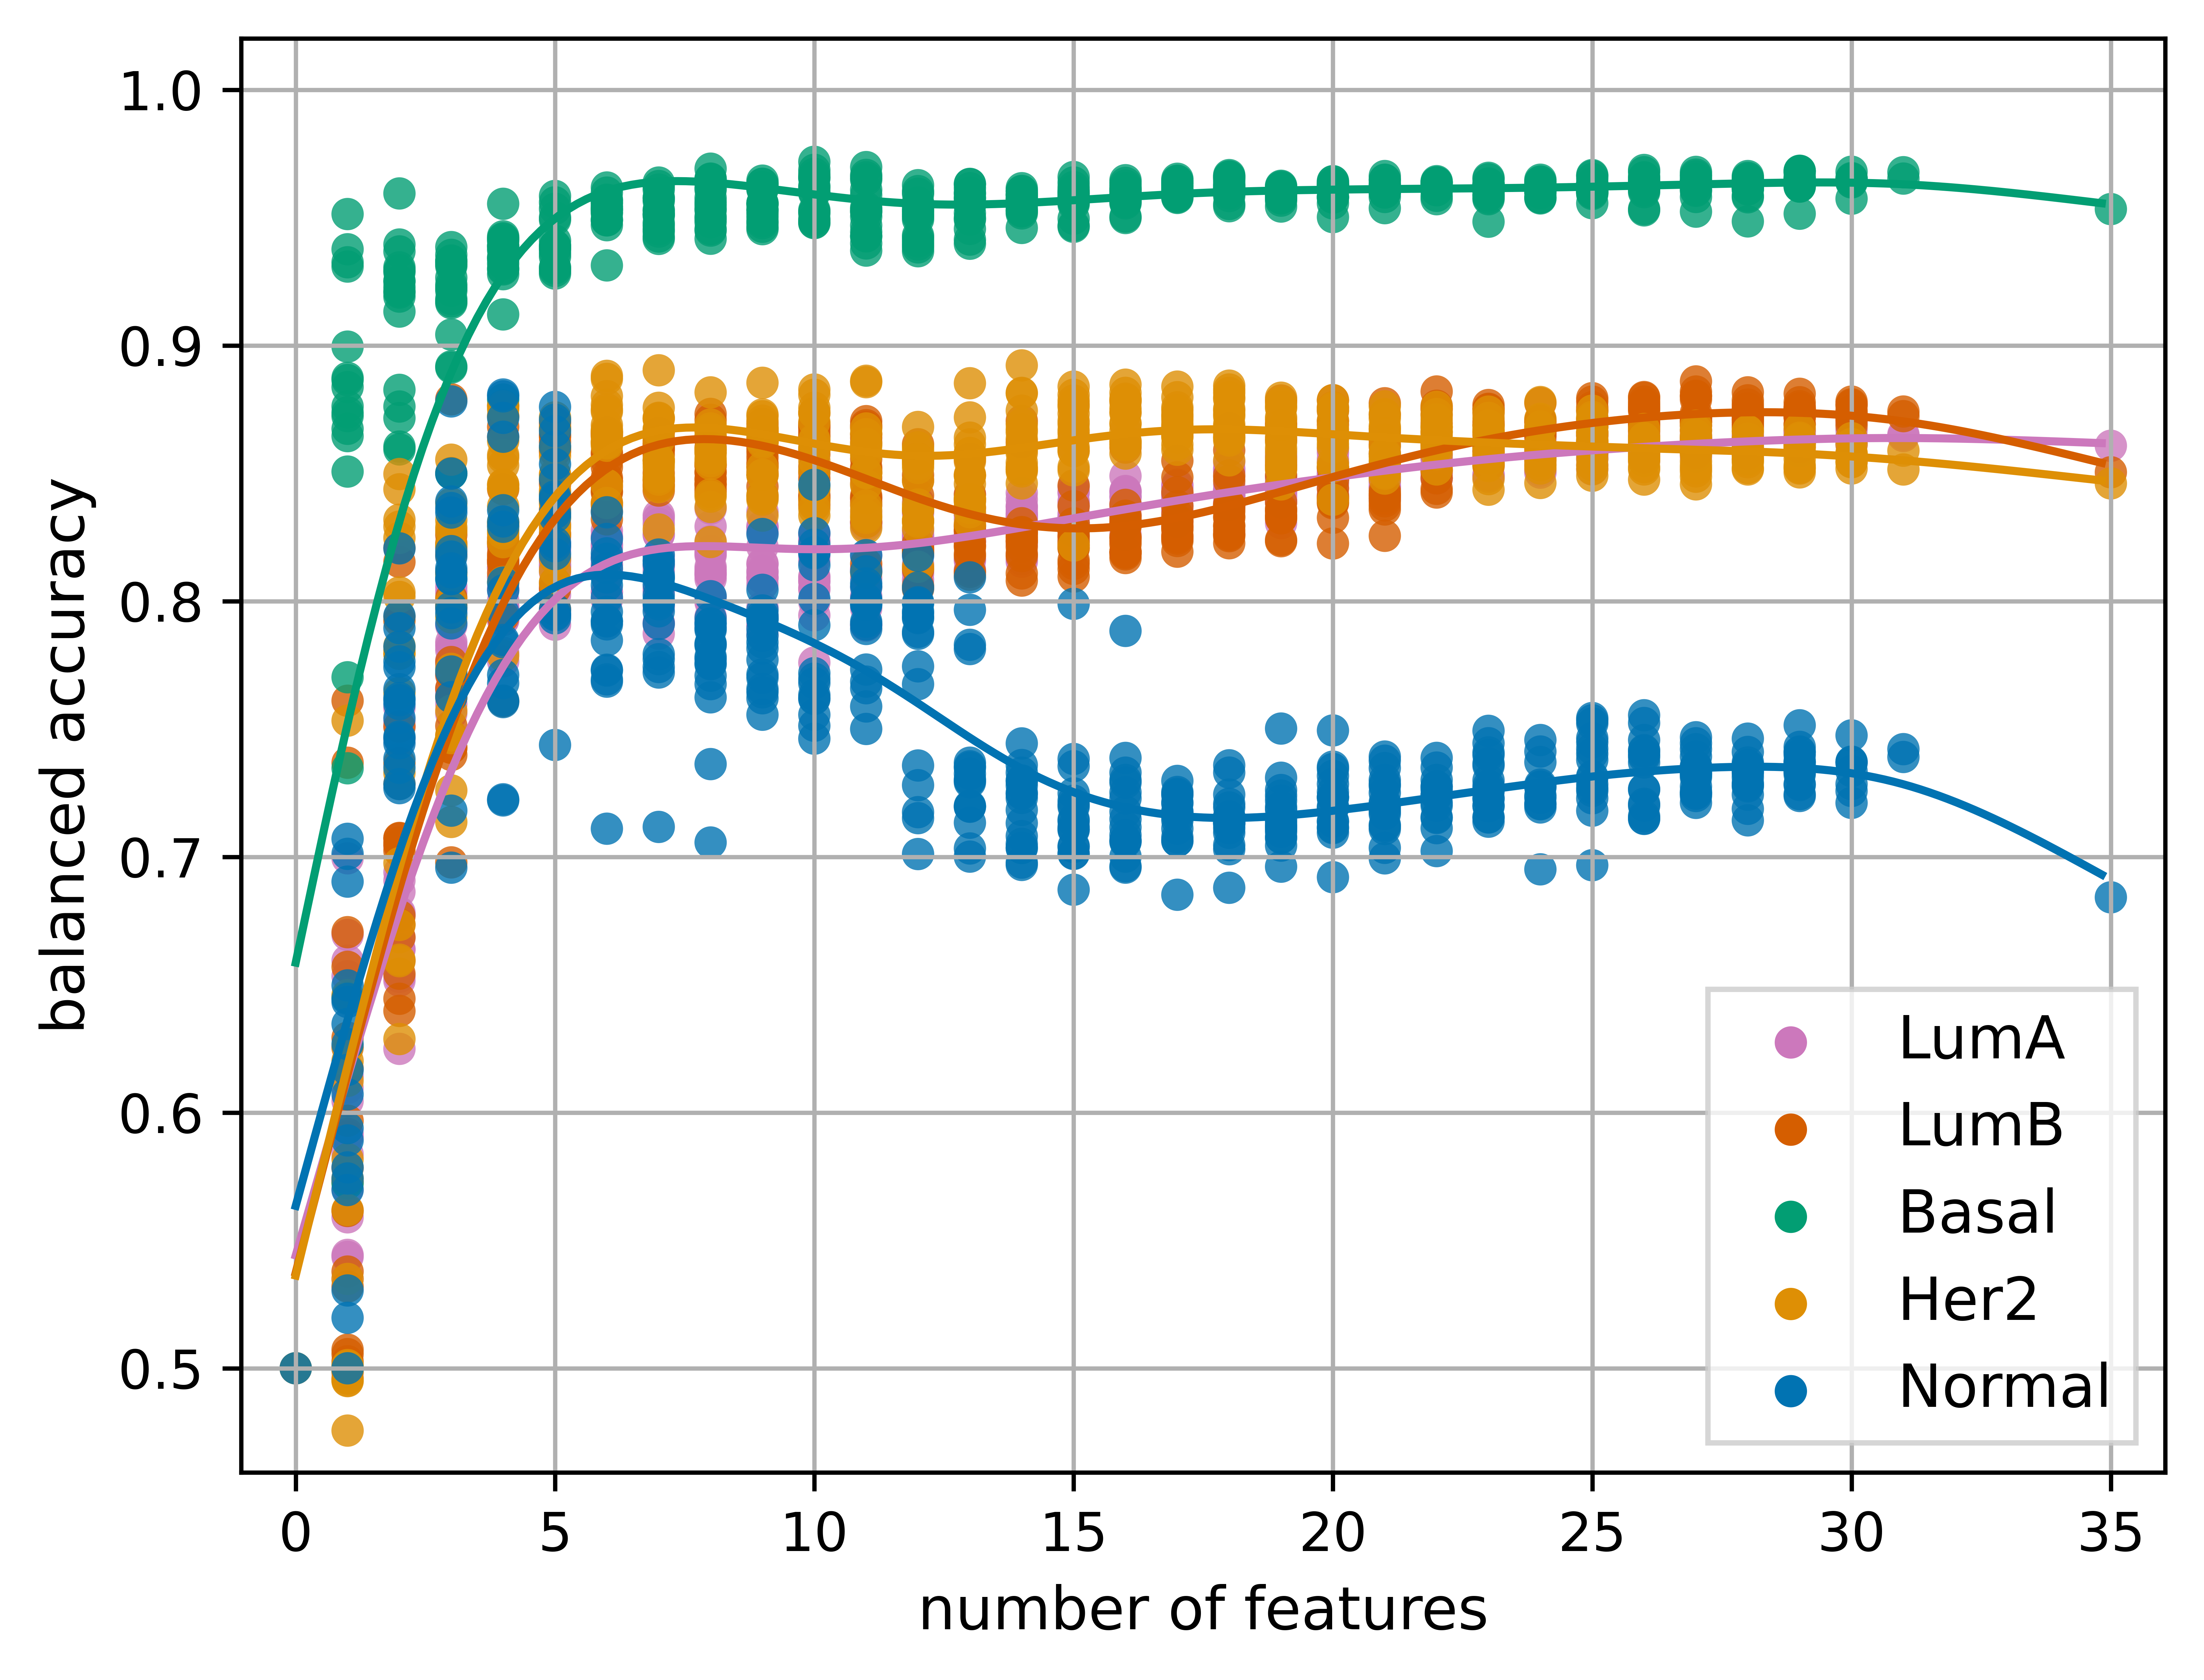 balanced accuracy
1.0
0.9
0.8
0.7
0.6
0.5
0 5 10 15 20 25 30 35
number of features
LumA
LumB
Basal
Her2
Normal